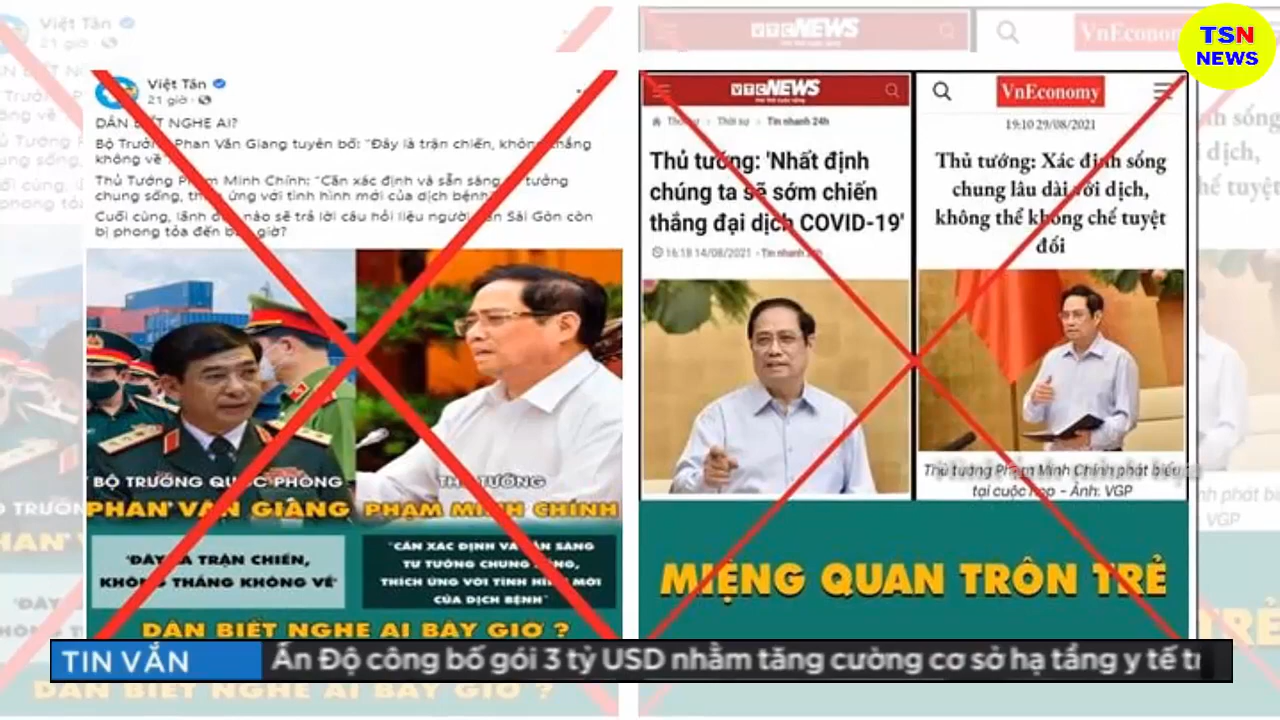 Việt Tân
21 giờ
TSN
NEWS
Việt Tân
21 giờ
DÂN BIẾT NGHE AI?
Bộ Trưởng Phan Văn Giang tuyên bố: "Đây là trận chiến, không thắng
không về".
Thủ Tướng Phạm Minh Chính: "Cần xác định và sẵn sàng tư tưởng
chung sống, thích ứng với tình hình mới của dịch bệnh"
Cuối cùng, lãnh đạo nào sẽ trả lời câu hỏi liệu người dân Sài Gòn còn
bị phong tỏa đến bao giờ?
BỘ TRƯỞNG QUỐC PHÒNG
PHAN VĂN GIANG
THỦ TƯỚNG
PHẠM MINH CHÍNH
"ĐÂY LÀ TRẬN CHIẾN,
KHÔNG THẮNG KHÔNG VỀ"
"CẦN XÁC ĐỊNH VÀ SẴN SÀNG
TƯ TƯỞNG CHUNG SỐNG,
THÍCH ỨNG VỚI TÌNH HÌNH MỚI
CỦA DỊCH BỆNH"
DÂN BIẾT NGHE AI BÂY GIỜ ?
VTC NEWS
Thời sự
Tin nhanh 24h
Thủ tướng: 'Nhất định
chúng ta sẽ sớm chiến
thắng đại dịch COVID-19'
16:18 14/08/2021 - Tin nhanh 24h
VnEconomy
19:10 29/08/2021
Thủ tướng: Xác định sống
chung lâu dài với dịch,
không thể khống chế tuyệt
đối
Thủ tướng Phạm Minh Chính phát biểu
tại cuộc họp - Ảnh: VGP
MIỆNG QUAN TRÔN TRẺ
TIN VẮN
Ấn Độ công bố gói 3 tỷ USD nhằm tăng cường cơ sở hạ tầng y tế